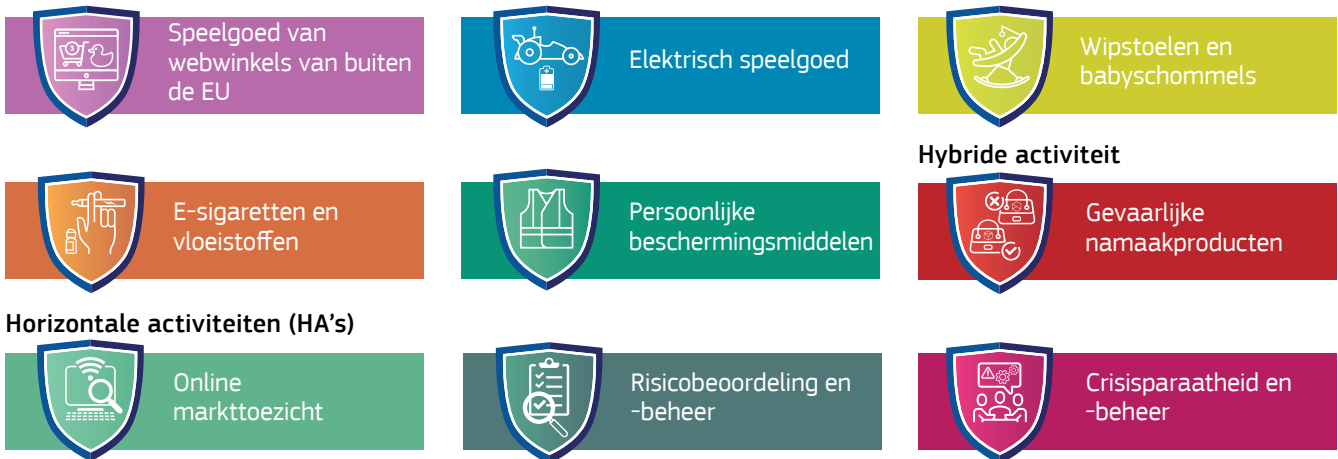 Speelgoed van
webwinkels van buiten
de EU
Elektrisch speelgoed
Wipstoelen en
babyschommels
E-sigaretten en
vloeistoffen
Persoonlijke
beschermingsmiddelen
Hybride activiteit
Gevaarlijke
namaakproducten
Horizontale activiteiten (HA's)
Online
markttoezicht
Risicobeoordeling en
-beheer
Crisisparaatheid en
-beheer